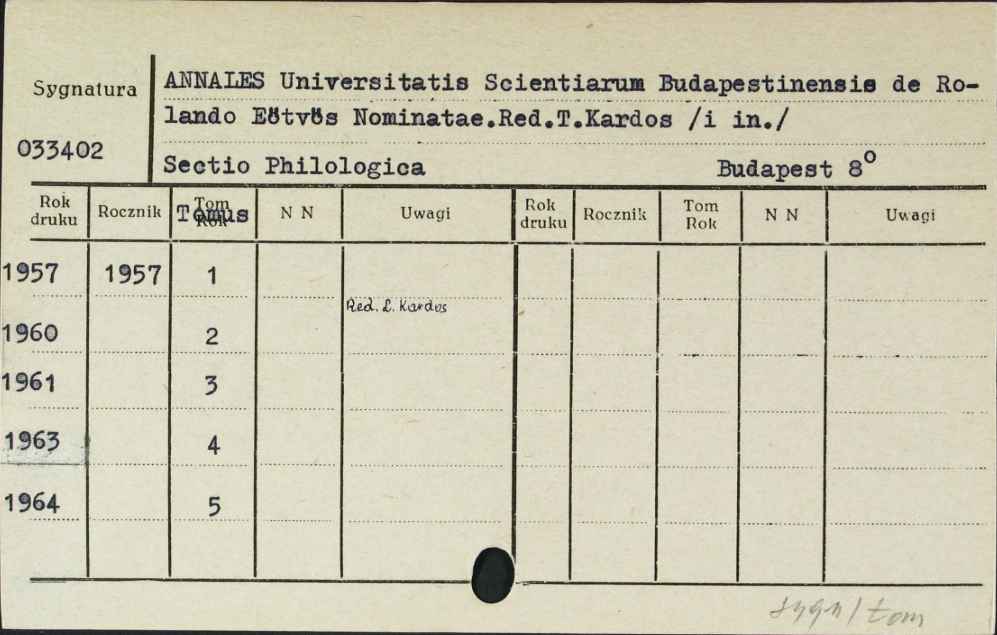 Sygnatura
033402
ANNALES Universitatis Scientiarum Budapestinensis de Ro-
lando Eötvös Nominatae.Red.T.Kardos /i in./
Sectio Philologica Budapest 8°
Rok druku Rocznik Tom Rok Tomus N N Uwagi Rok druku Rocznik Tom Rok N N Uwagi
1957 1957 1
Red. L. Kardos
1960 2
1961 3
1963 4
1964 5
sygn/tom